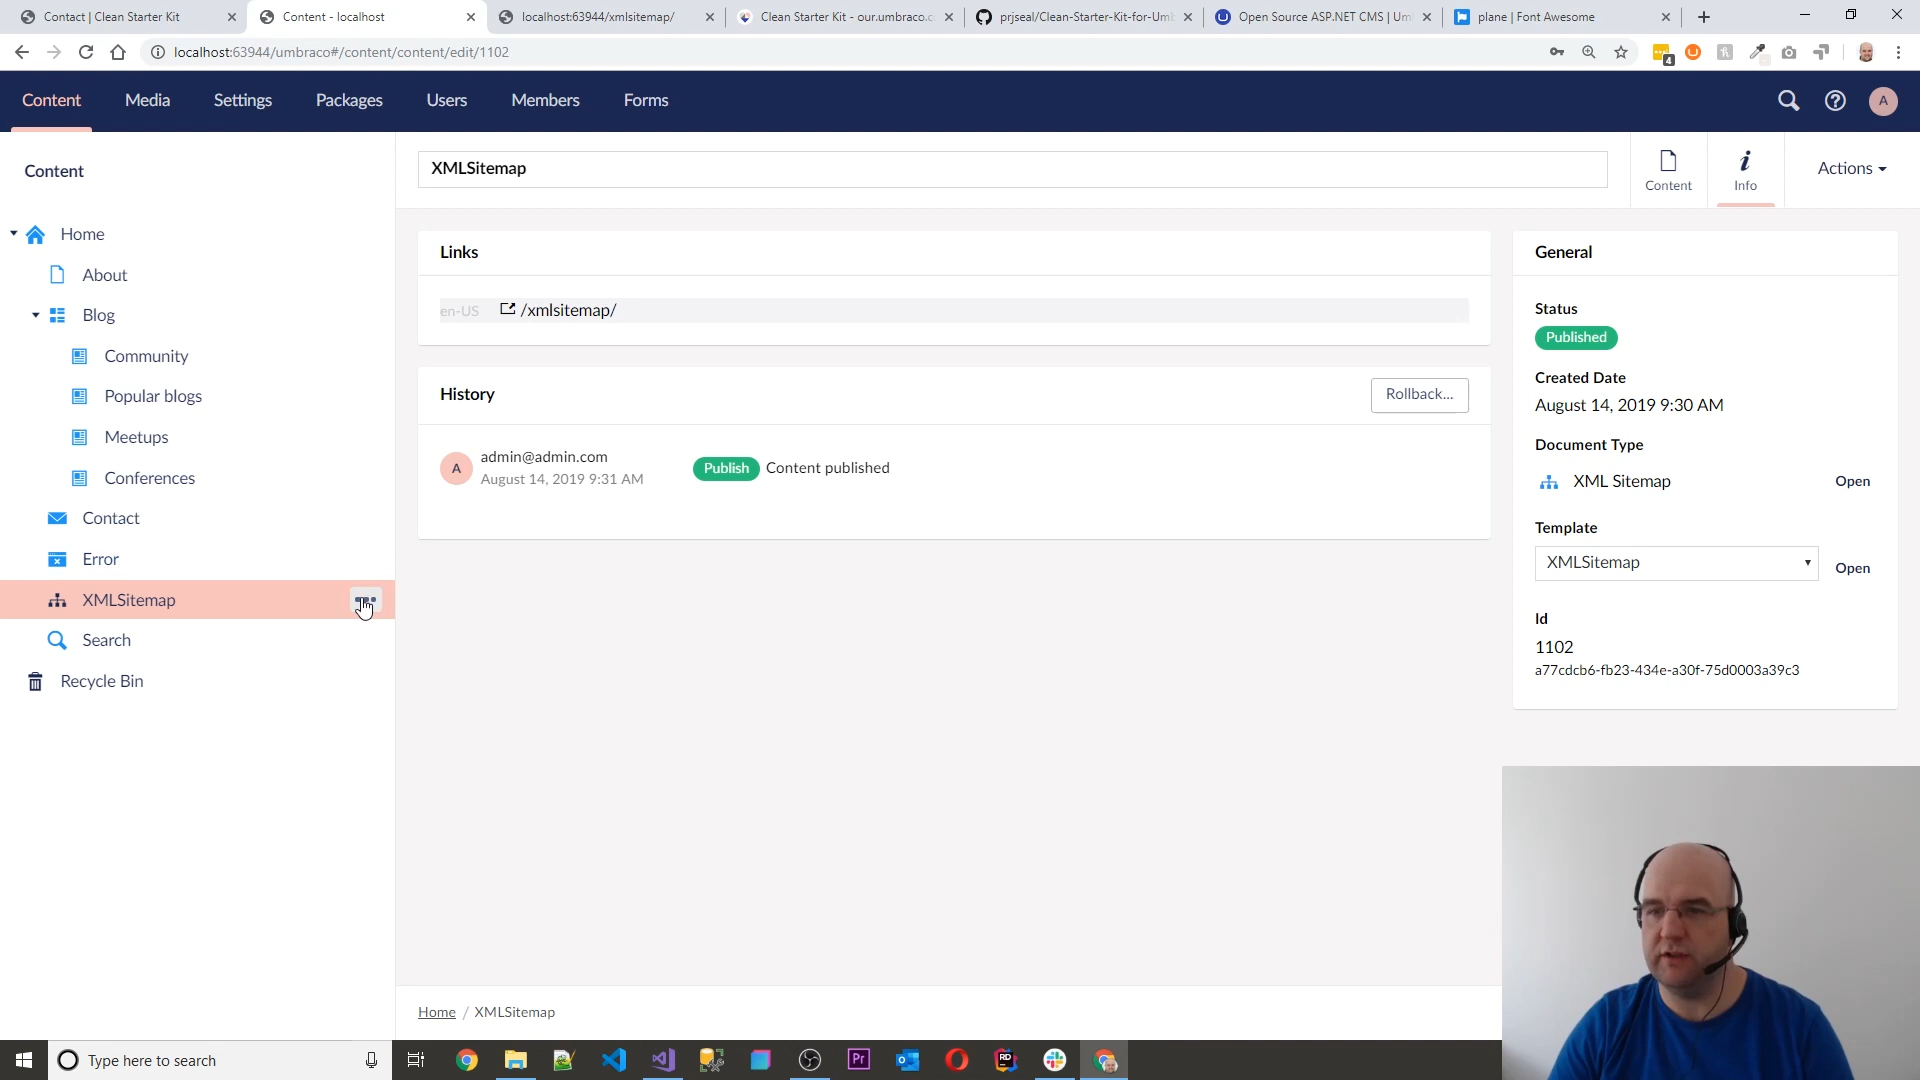 Contact | Clean Starter Kit
Content - localhost
localhost:63944/xmlsitemap/
Clean Starter Kit - our.umbraco.c
prjseal/Clean-Starter-Kit-for-Umb
Open Source ASP.NET CMS | Um
plane | Font Awesome
localhost:63944/umbraco#/content/content/edit/1102
4
Content
Media
Settings
Packages
Users
Members
Forms
A
Content
Home
About
Blog
Community
Popular blogs
Meetups
Conferences
Contact
Error
XMLSitemap
Search
Recycle Bin
XMLSitemap
Content
Info
Actions
Links
en-US /xmlsitemap/
History
Rollback...
A
admin@admin.com
August 14, 2019 9:31 AM
Publish Content published
General
Status
Published
Created Date
August 14, 2019 9:30 AM
Document Type
XML Sitemap Open
Template
XMLSitemap Open
Id
1102
a77cdcb6-fb23-434e-a30f-75d0003a39c3
Home / XMLSitemap
Type here to search
Pr
RD